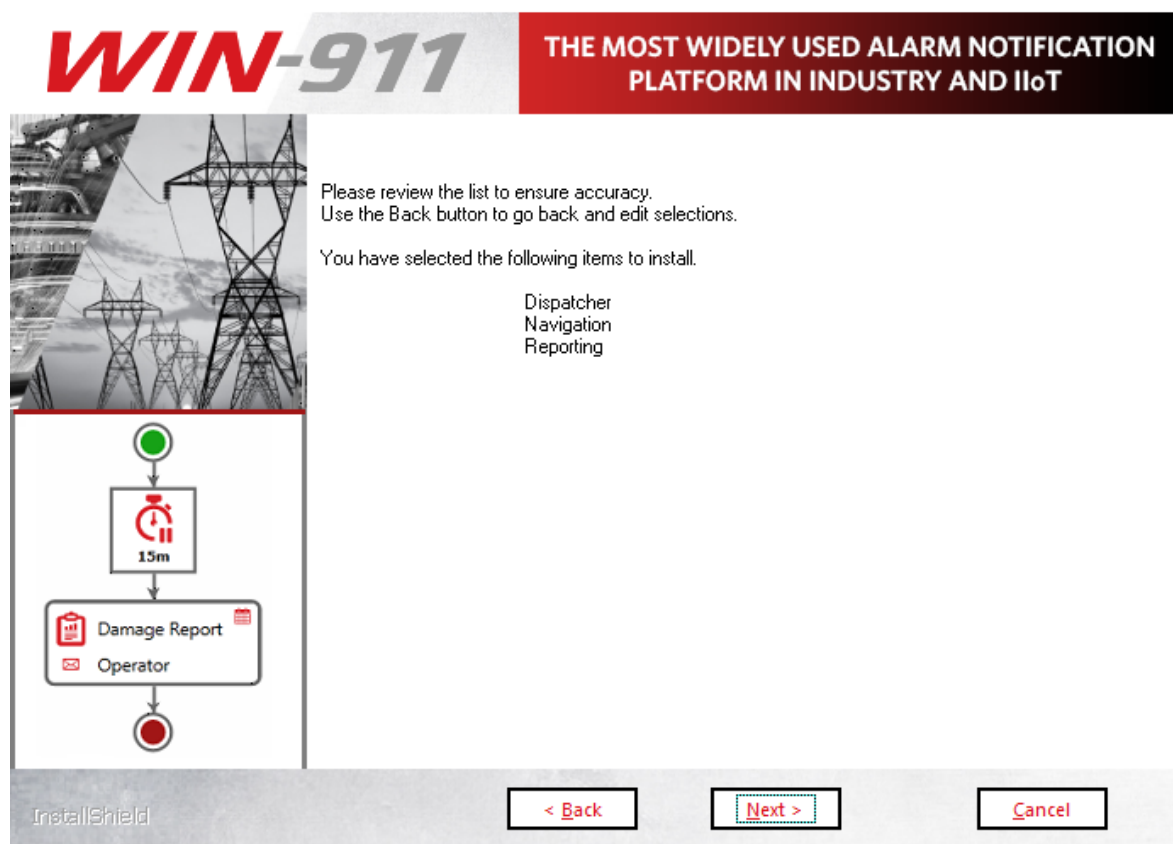 WIN-911
THE MOST WIDELY USED ALARM NOTIFICATION
PLATFORM IN INDUSTRY AND IIoT
Please review the list to ensure accuracy.
Use the Back button to go back and edit selections.
You have selected the following items to install.
Dispatcher
Navigation
Reporting
15m
Damage Report
Operator
InstallShield
< Back
Next >
Cancel